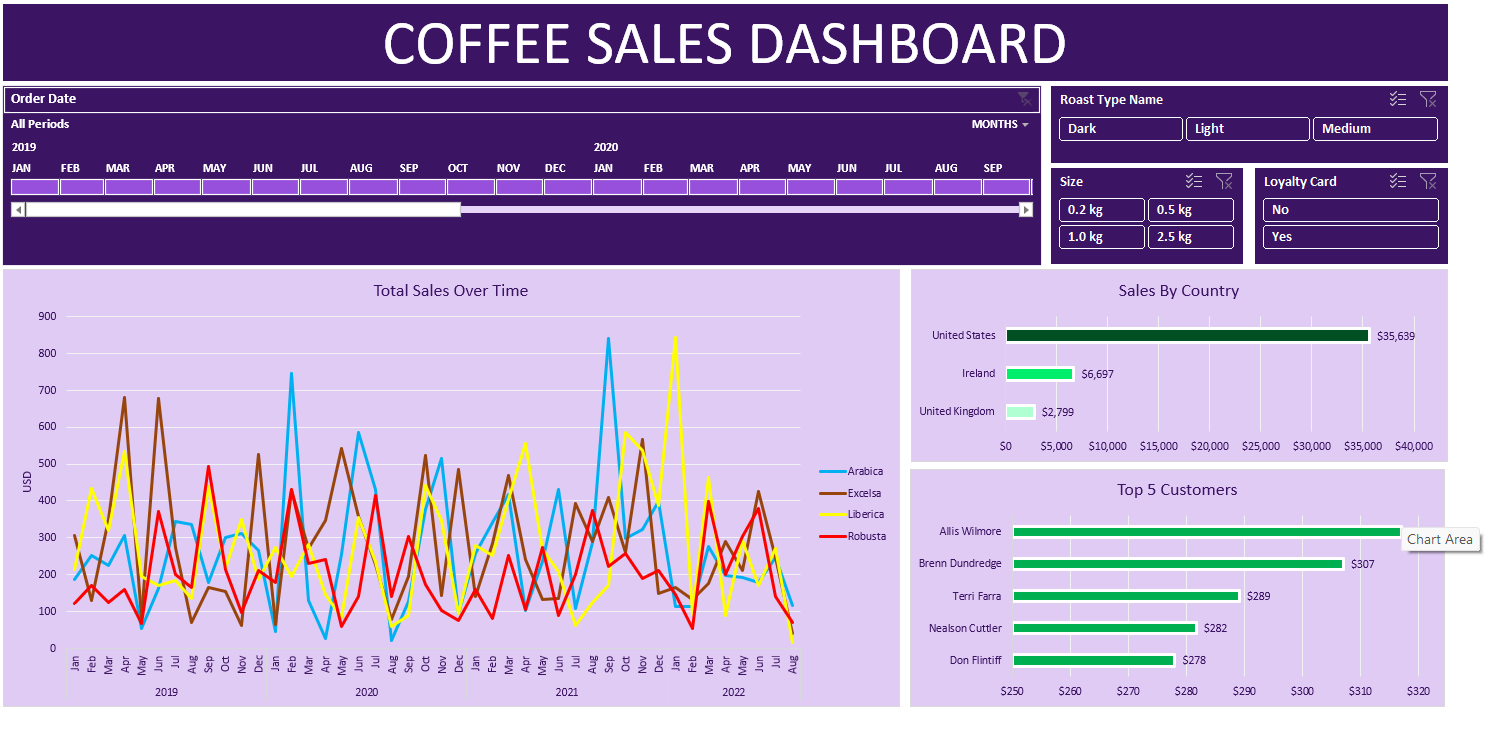 COFFEE SALES DASHBOARD
Order Date
All Periods
MONTHS
2019 2020
JAN FEB MAR APR MAY JUN JUL AUG SEP OCT NOV DEC JAN FEB MAR APR MAY JUN JUL AUG SEP
Roast Type Name
Dark Light Medium
Size
0.2 kg 0.5 kg
1.0 kg 2.5 kg
Loyalty Card
No
Yes
Total Sales Over Time
900
800
700
600
500
400
300
200
100
0
USD
Jan Feb Mar Apr May Jun Jul Aug Sep Oct Nov Dec Jan Feb Mar Apr May Jun Jul Aug Sep Oct Nov Dec Jan Feb Mar Apr May Jun Jul Aug Sep Oct Nov Dec Jan Feb Mar Apr May Jun Jul Aug
2019 2020 2021 2022
Arabica
Excelsa
Liberica
Robusta
Sales By Country
United States $35,639
Ireland $6,697
United Kingdom $2,799
$0 $5,000 $10,000 $15,000 $20,000 $25,000 $30,000 $35,000 $40,000
Top 5 Customers
Allis Wilmore
Chart Area
Brenn Dundredge $307
Terri Farra $289
Nealson Cuttler $282
Don Flintiff $278
$250 $260 $270 $280 $290 $300 $310 $320